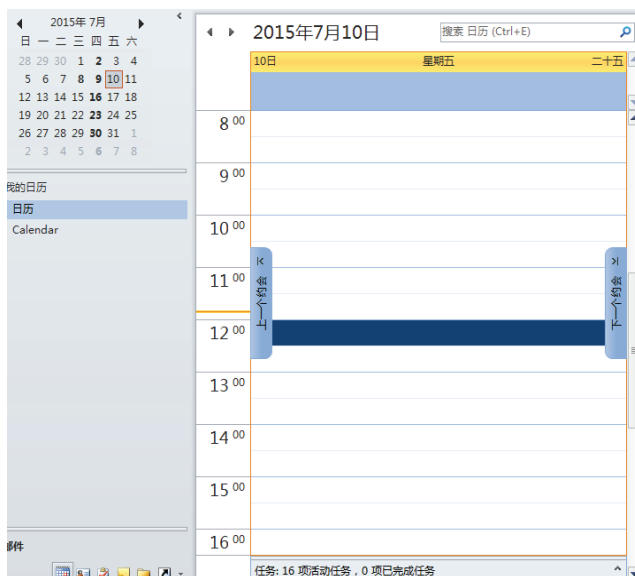 2015年 7月
日 一 二 三 四 五 六
28 29 30 1 2 3 4
5 6 7 8 9 10 11
12 13 14 15 16 17 18
19 20 21 22 23 24 25
26 27 28 29 30 31 1
2 3 4 5 6 7 8
我的日历
日历
Calendar
邮件
2015年7月10日
搜索 日历 (Ctrl+E)
10日 星期五 二十五
8 00
9 00
10 00
11 00
12 00
13 00
14 00
15 00
16 00
上一个约会
下一个约会
任务: 16 项活动任务，0 项已完成任务